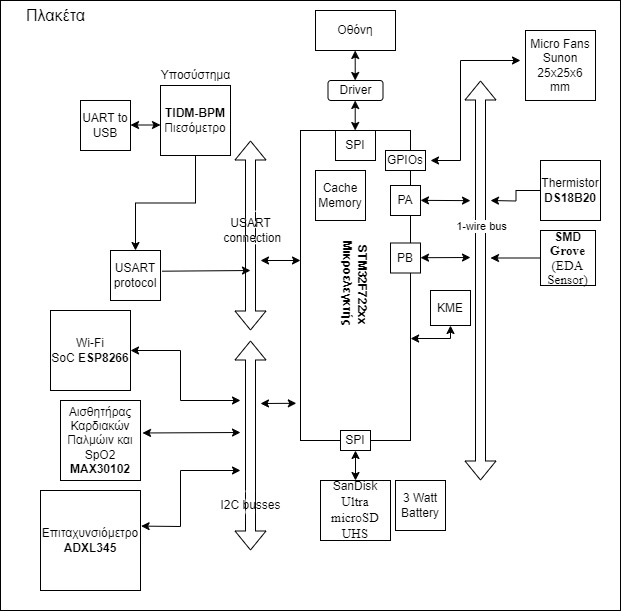 Πλακέτα
Οθόνη
Driver
Micro Fans
Sunon
25x25x6
mm
Υποσύστημα
TIDM-BPM
Πιεσόμετρο
UART to
USB
SPI
GPIOs
Cache
Memory
PA
PB
STM32F722xx
Μικροελεγκτής
Thermistor
DS18B20
1-wire bus
SMD
Grove
(EDA
Sensor)
USART
connection
USART
protocol
KME
Wi-Fi
SoC ESP8266
Αισθητήρας
Καρδιακών
Παλμώιν και
SpO2
MAX30102
SPI
SanDisk
Ultra
microSD
UHS
3 Watt
Battery
I2C busses
Επιταχυνσιόμετρο
ADXL345